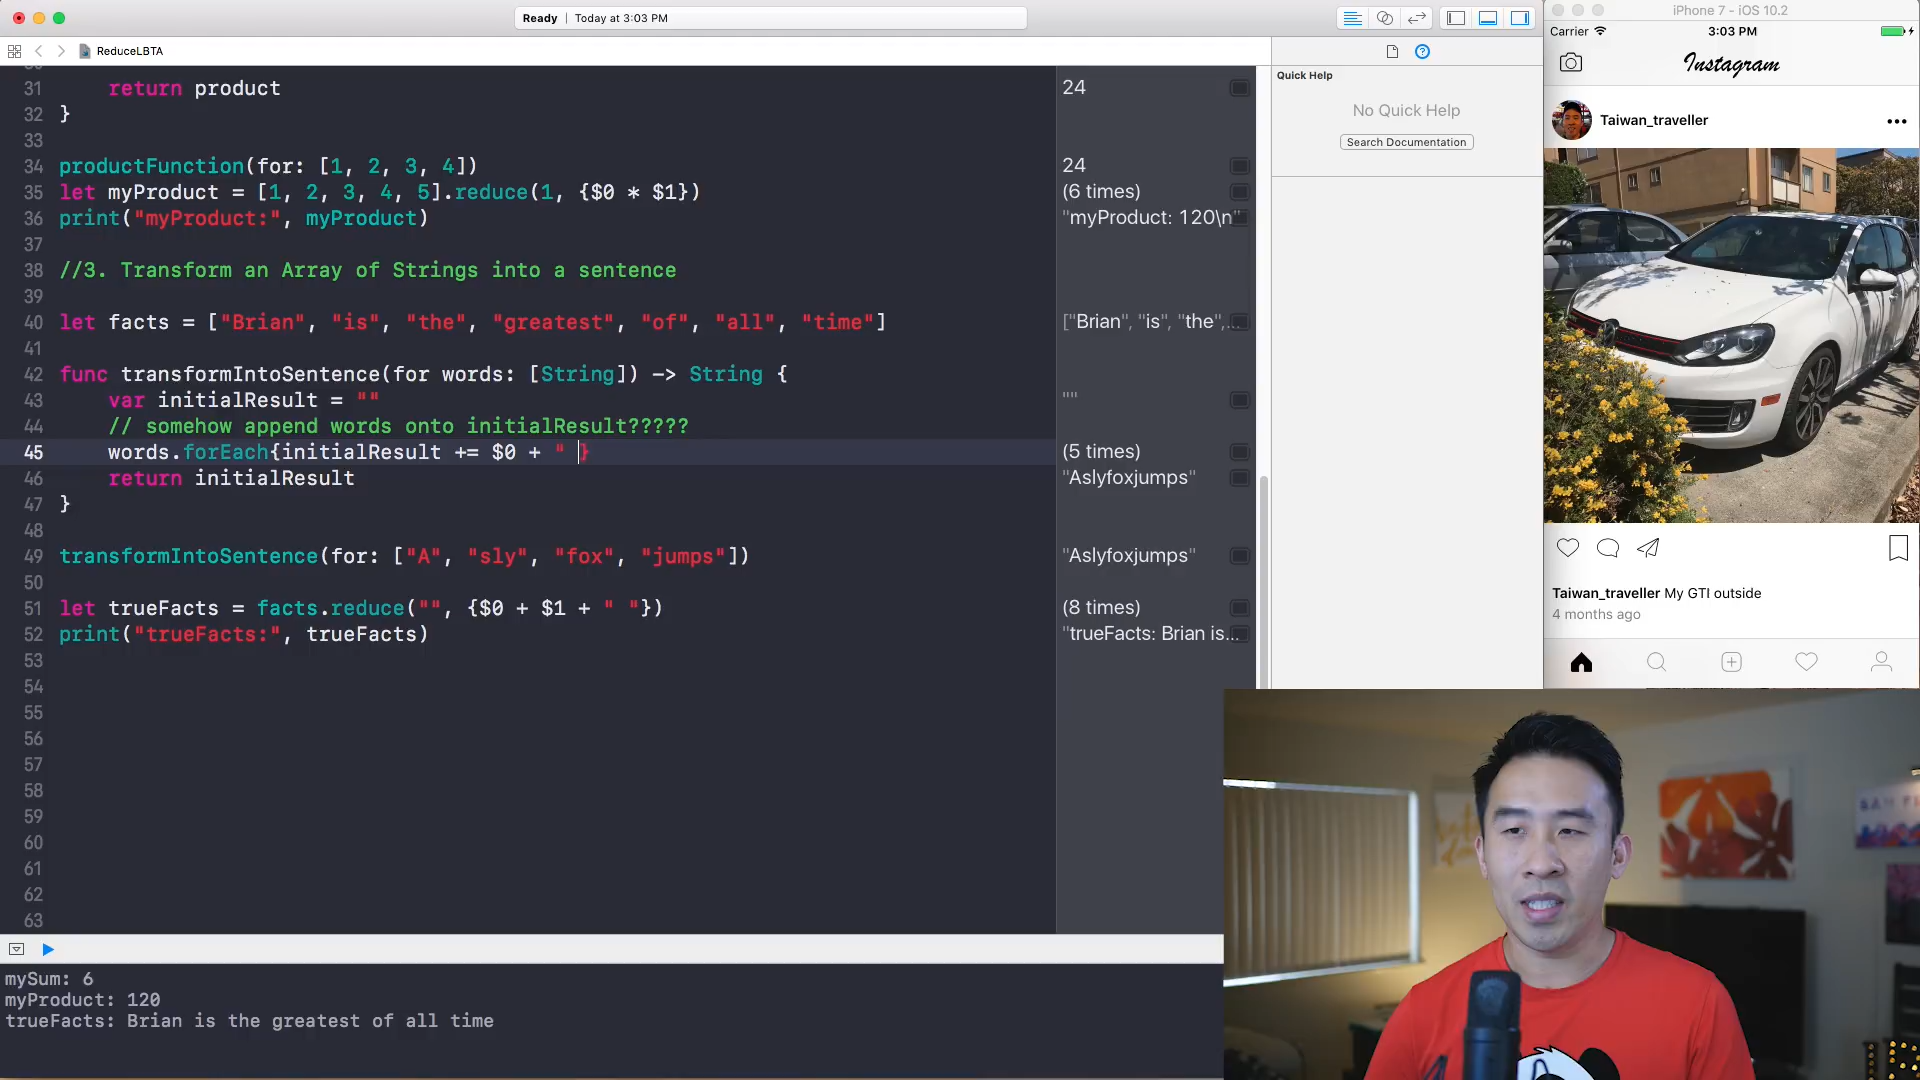 Ready | Today at 3:03 PM
ReduceLBTA
31 return product
32 }
33
34 productFunction(for: [1, 2, 3, 4])
35 let myProduct = [1, 2, 3, 4, 5].reduce(1, {$0 * $1})
36 print("myProduct:", myProduct)
37
38 //3. Transform an Array of Strings into a sentence
39
40 let facts = ["Brian", "is", "the", "greatest", "of", "all", "time"]
41
42 func transformIntoSentence(for words: [String]) -> String {
43 var initialResult = ""
44 // somehow append words onto initialResult?????
45 words.forEach{initialResult += $0 + " }
46 return initialResult
47 }
48
49 transformIntoSentence(for: ["A", "sly", "fox", "jumps"])
50
51 let trueFacts = facts.reduce("", {$0 + $1 + " "})
52 print("trueFacts:", trueFacts)
53
54
55
56
57
58
59
60
61
62
63
24
24
(6 times)
"myProduct: 120\n"
["Brian", "is", "the",...
""
(5 times)
"Aslyfoxjumps"
"Aslyfoxjumps"
(8 times)
"trueFacts: Brian is...
mySum: 6
myProduct: 120
trueFacts: Brian is the greatest of all time
Quick Help
No Quick Help
Search Documentation
iPhone 7 - iOS 10.2
Carrier 3:03 PM
Instagram
Taiwan_traveller
Taiwan_traveller My GTI outside
4 months ago